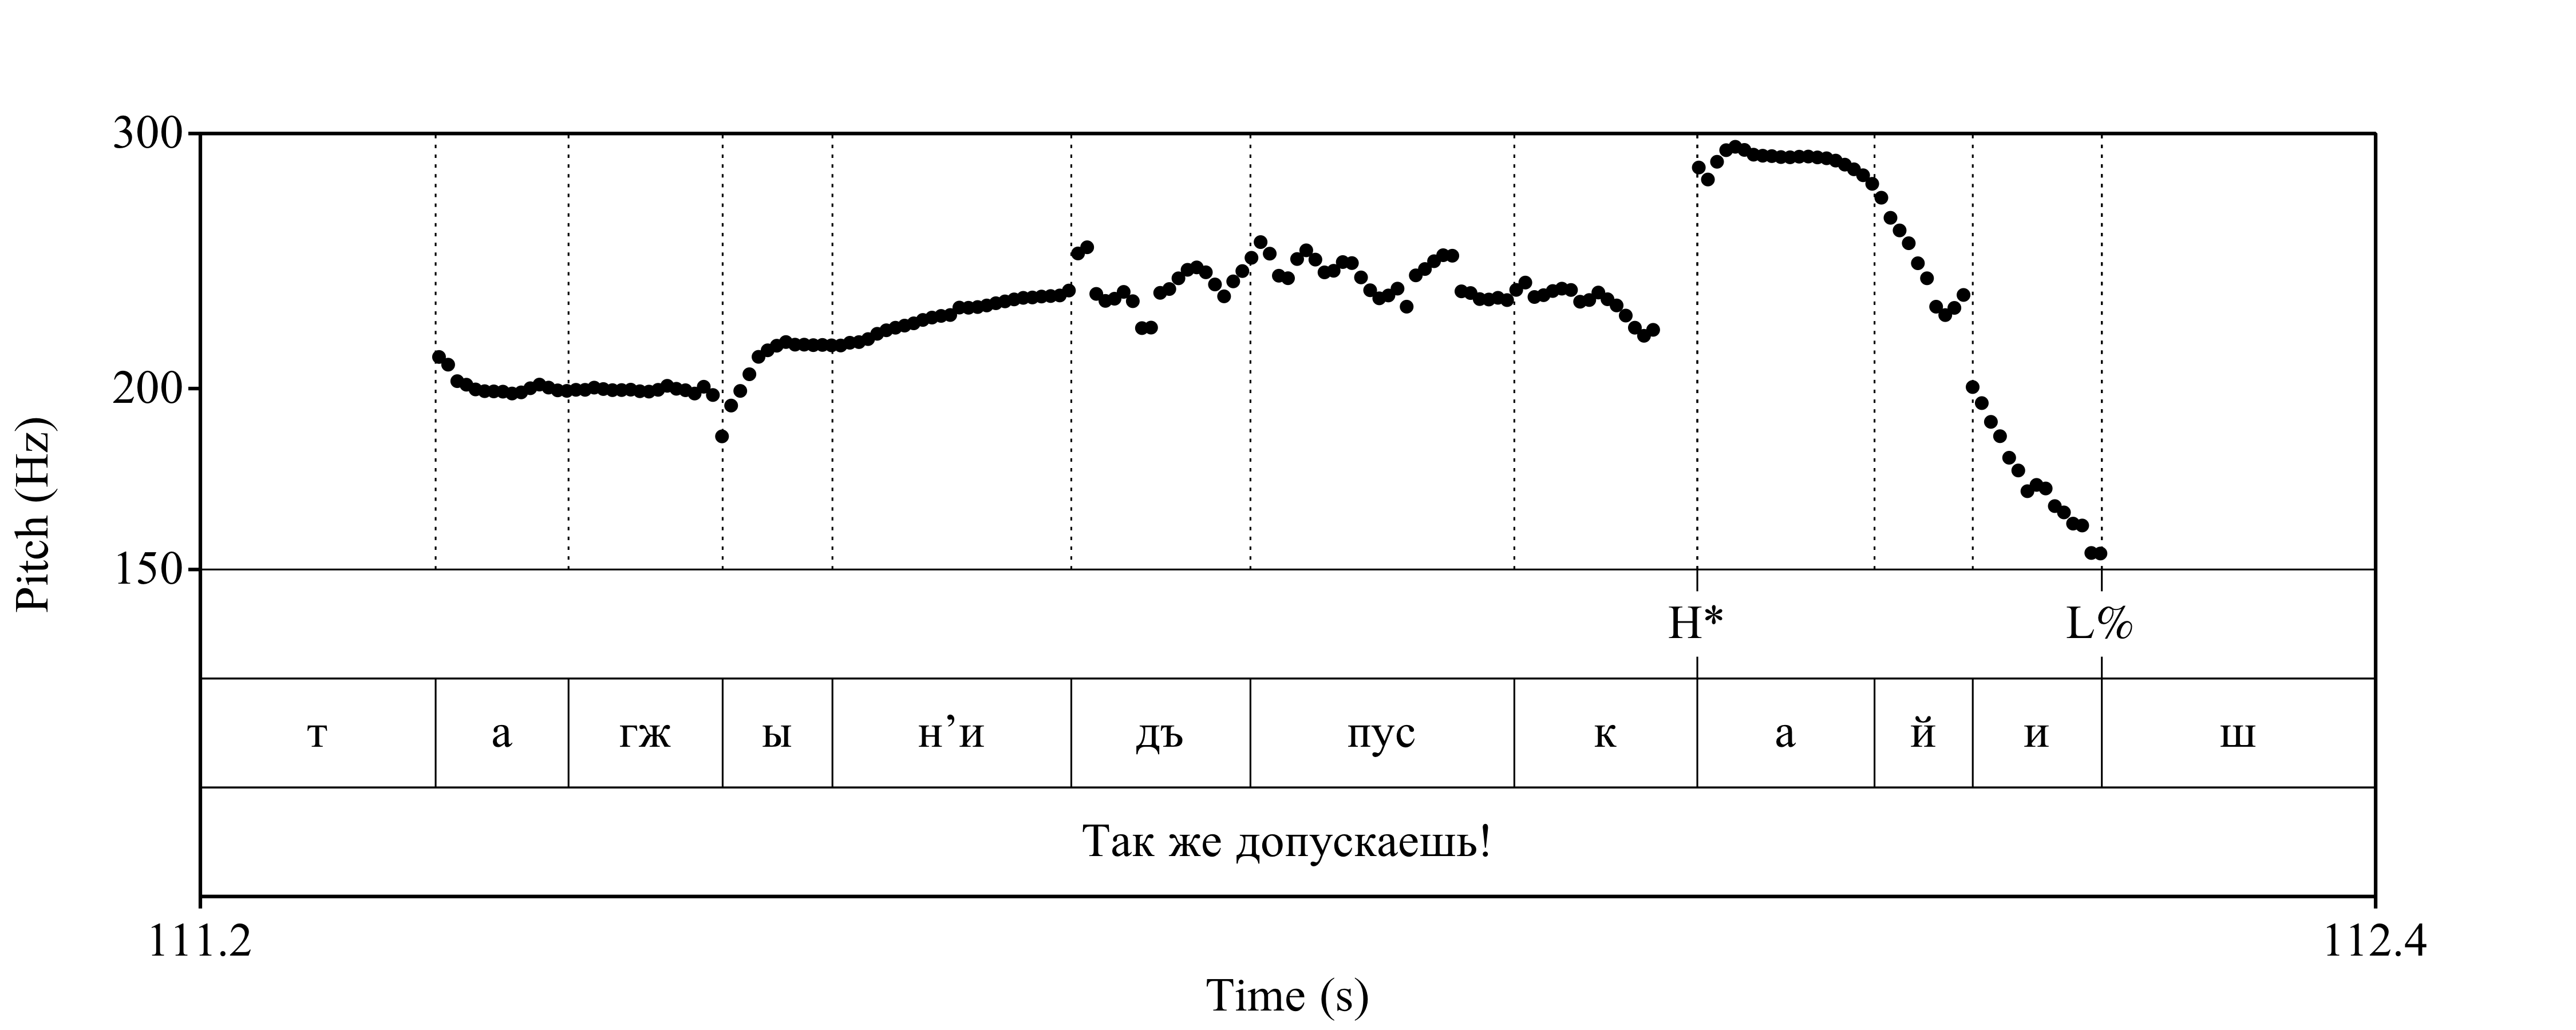 300
200
150
Pitch (Hz)
H* L%
т а гж ы н’и дъ пус к а й и ш
Так же допускаешь!
111.2 112.4
Time (s)